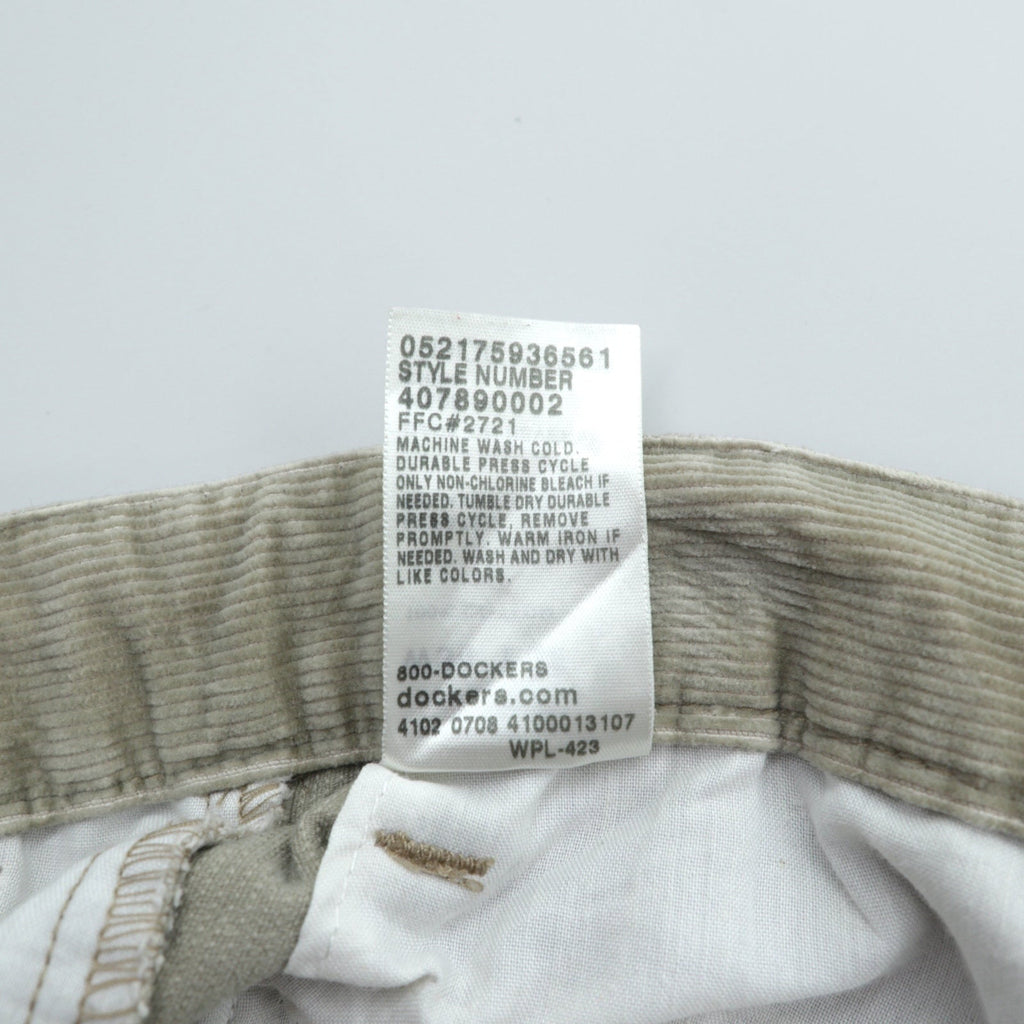 052175936561
STYLE NUMBER
407890002
FFC#2721
MACHINE WASH COLD.
DURABLE PRESS CYCLE
ONLY NON-CHLORINE BLEACH IF
NEEDED. TUMBLE DRY DURABLE
PRESS CYCLE, REMOVE
PROMPTLY. WARM IRON IF
NEEDED. WASH AND DRY WITH
LIKE COLORS.
800-DOCKERS
dockers.com
4102 0708 4100013107
WPL-423